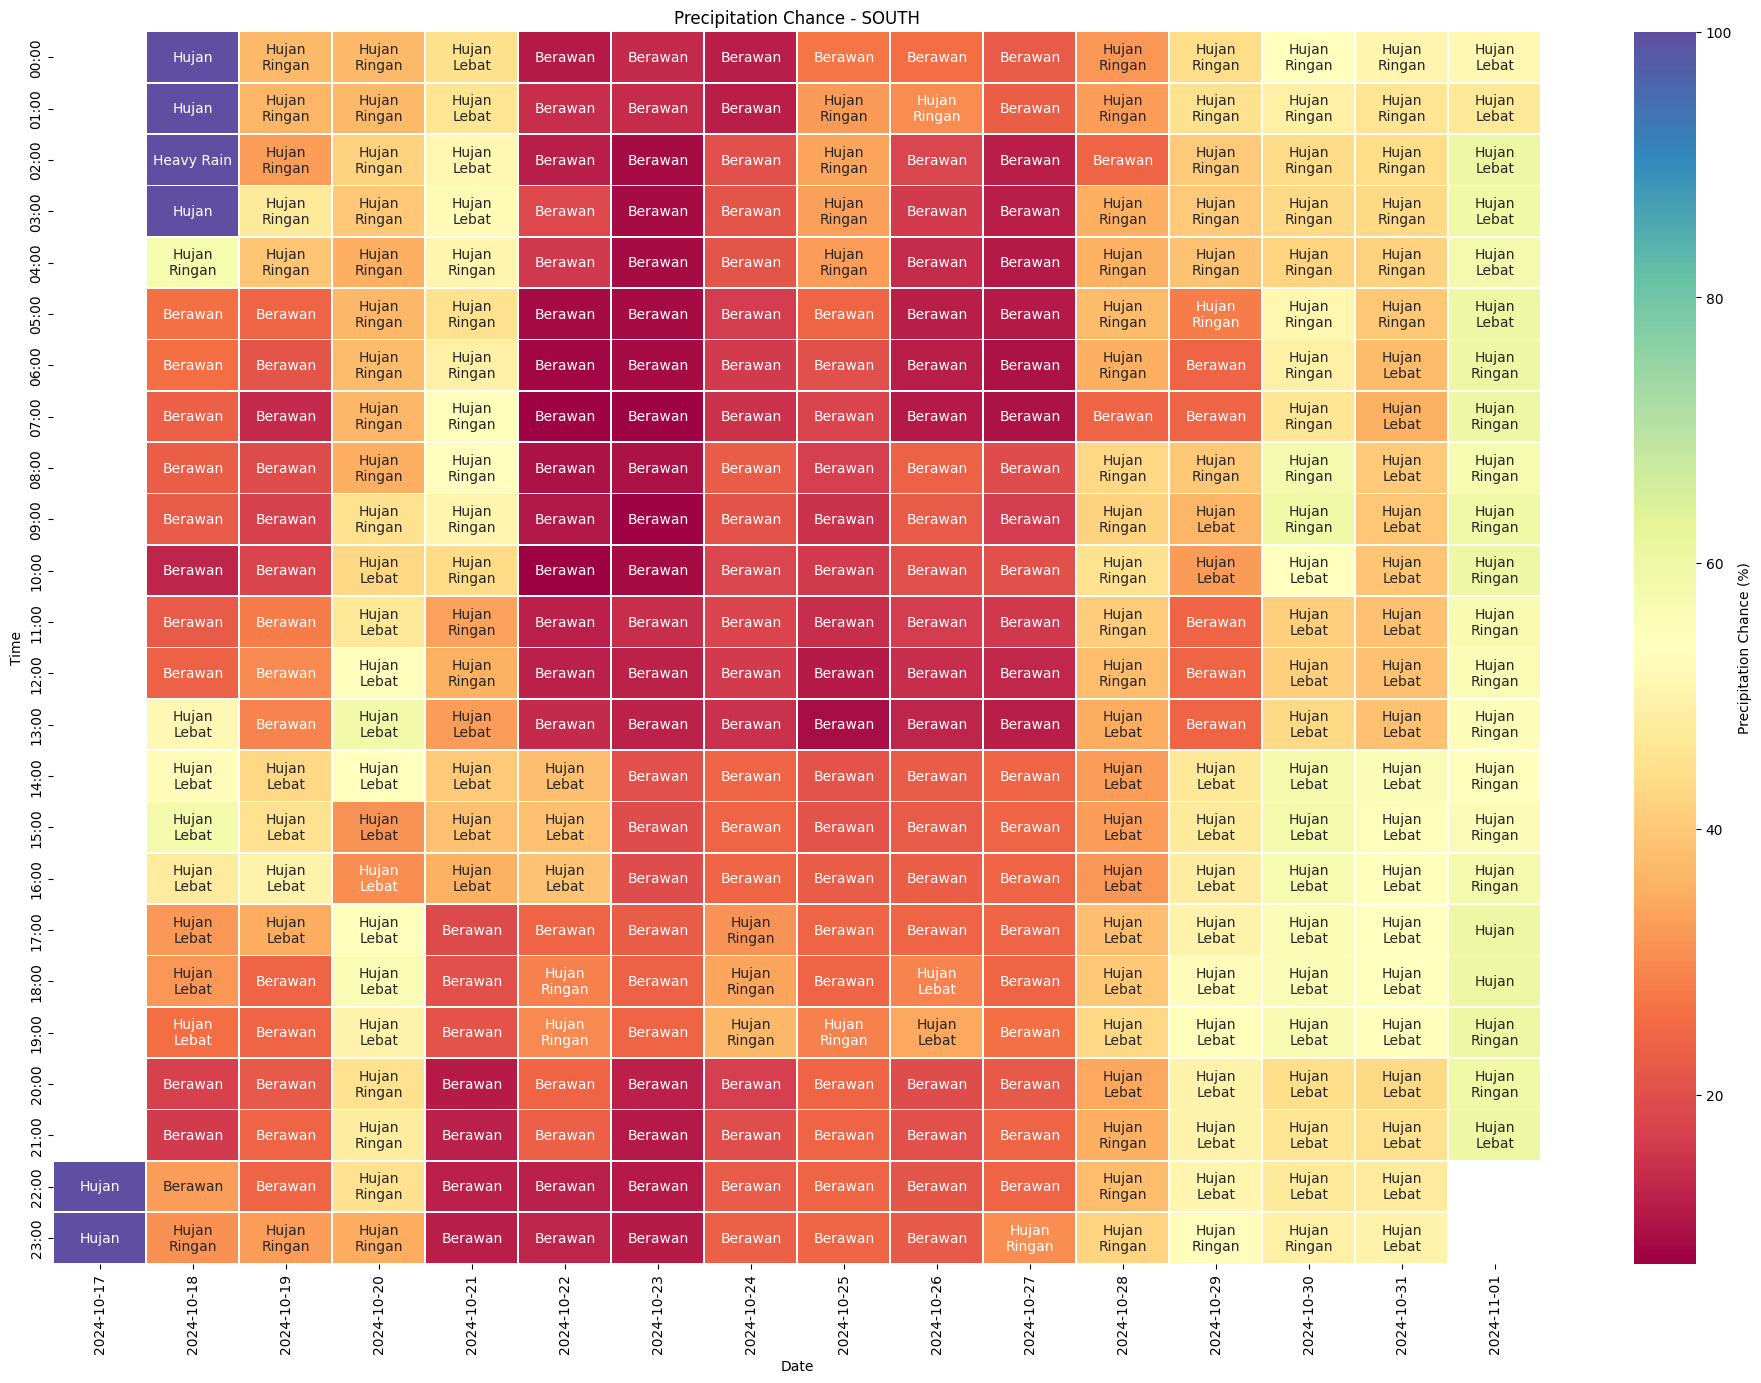 Precipitation Chance - SOUTH
00:00 Hujan Hujan Ringan Hujan Ringan Hujan Lebat Berawan Berawan Berawan Berawan Berawan Berawan Hujan Ringan Hujan Ringan Hujan Ringan Hujan Ringan Hujan Lebat
01:00 Hujan Hujan Ringan Hujan Ringan Hujan Lebat Berawan Berawan Berawan Hujan Ringan Hujan Ringan Berawan Hujan Ringan Hujan Ringan Hujan Ringan Hujan Ringan Hujan Lebat
02:00 Heavy Rain Hujan Ringan Hujan Ringan Hujan Lebat Berawan Berawan Berawan Hujan Ringan Berawan Berawan Berawan Hujan Ringan Hujan Ringan Hujan Ringan Hujan Lebat
03:00 Hujan Hujan Ringan Hujan Ringan Hujan Lebat Berawan Berawan Berawan Hujan Ringan Berawan Berawan Hujan Ringan Hujan Ringan Hujan Ringan Hujan Ringan Hujan Lebat
04:00 Hujan Ringan Hujan Ringan Hujan Ringan Hujan Ringan Berawan Berawan Berawan Hujan Ringan Berawan Berawan Hujan Ringan Hujan Ringan Hujan Ringan Hujan Ringan Hujan Lebat
05:00 Berawan Berawan Hujan Ringan Hujan Ringan Berawan Berawan Berawan Berawan Berawan Berawan Hujan Ringan Hujan Ringan Hujan Ringan Hujan Ringan Hujan Lebat
06:00 Berawan Berawan Hujan Ringan Hujan Ringan Berawan Berawan Berawan Berawan Berawan Berawan Hujan Ringan Berawan Hujan Ringan Hujan Lebat Hujan Ringan
07:00 Berawan Berawan Hujan Ringan Hujan Ringan Berawan Berawan Berawan Berawan Berawan Berawan Berawan Berawan Hujan Ringan Hujan Lebat Hujan Ringan
08:00 Berawan Berawan Hujan Ringan Hujan Ringan Berawan Berawan Berawan Berawan Berawan Berawan Hujan Ringan Hujan Ringan Hujan Ringan Hujan Lebat Hujan Ringan
09:00 Berawan Berawan Hujan Ringan Hujan Ringan Berawan Berawan Berawan Berawan Berawan Berawan Hujan Ringan Hujan Lebat Hujan Ringan Hujan Lebat Hujan Ringan
10:00 Berawan Berawan Hujan Lebat Hujan Ringan Berawan Berawan Berawan Berawan Berawan Berawan Hujan Ringan Hujan Lebat Hujan Lebat Hujan Lebat Hujan Ringan
11:00 Berawan Berawan Hujan Lebat Hujan Ringan Berawan Berawan Berawan Berawan Berawan Berawan Hujan Ringan Berawan Hujan Lebat Hujan Lebat Hujan Ringan
12:00 Berawan Berawan Hujan Lebat Hujan Ringan Berawan Berawan Berawan Berawan Berawan Berawan Hujan Ringan Berawan Hujan Lebat Hujan Lebat Hujan Ringan
13:00 Hujan Lebat Berawan Hujan Lebat Hujan Lebat Berawan Berawan Berawan Berawan Berawan Berawan Hujan Lebat Berawan Hujan Lebat Hujan Lebat Hujan Ringan
14:00 Hujan Lebat Hujan Lebat Hujan Lebat Hujan Lebat Hujan Lebat Berawan Berawan Berawan Berawan Berawan Hujan Lebat Hujan Lebat Hujan Lebat Hujan Lebat Hujan Ringan
15:00 Hujan Lebat Hujan Lebat Hujan Lebat Hujan Lebat Hujan Lebat Berawan Berawan Berawan Berawan Berawan Hujan Lebat Hujan Lebat Hujan Lebat Hujan Lebat Hujan Ringan
16:00 Hujan Lebat Hujan Lebat Hujan Lebat Hujan Lebat Hujan Lebat Berawan Berawan Berawan Berawan Berawan Hujan Lebat Hujan Lebat Hujan Lebat Hujan Lebat Hujan Ringan
17:00 Hujan Lebat Hujan Lebat Hujan Lebat Berawan Berawan Berawan Hujan Ringan Berawan Berawan Berawan Hujan Lebat Hujan Lebat Hujan Lebat Hujan Lebat Hujan
18:00 Hujan Lebat Berawan Hujan Lebat Berawan Hujan Ringan Berawan Hujan Ringan Berawan Hujan Lebat Berawan Hujan Lebat Hujan Lebat Hujan Lebat Hujan Lebat Hujan
19:00 Hujan Lebat Berawan Hujan Lebat Berawan Hujan Ringan Berawan Hujan Ringan Hujan Ringan Hujan Lebat Berawan Hujan Lebat Hujan Lebat Hujan Lebat Hujan Lebat Hujan Ringan
20:00 Berawan Berawan Hujan Ringan Berawan Berawan Berawan Berawan Berawan Berawan Berawan Hujan Lebat Hujan Lebat Hujan Lebat Hujan Lebat Hujan Ringan
21:00 Berawan Berawan Hujan Ringan Berawan Berawan Berawan Berawan Berawan Berawan Berawan Hujan Ringan Hujan Lebat Hujan Lebat Hujan Lebat Hujan Lebat
22:00 Hujan Berawan Berawan Hujan Ringan Berawan Berawan Berawan Berawan Berawan Berawan Berawan Hujan Ringan Hujan Lebat Hujan Lebat Hujan Lebat
23:00 Hujan Hujan Ringan Hujan Ringan Hujan Ringan Berawan Berawan Berawan Berawan Berawan Berawan Hujan Ringan Hujan Ringan Hujan Ringan Hujan Ringan Hujan Lebat
Time
2024-10-17 2024-10-18 2024-10-19 2024-10-20 2024-10-21 2024-10-22 2024-10-23 2024-10-24 2024-10-25 2024-10-26 2024-10-27 2024-10-28 2024-10-29 2024-10-30 2024-10-31 2024-11-01
Date
100
80
60
40
20
Precipitation Chance (%)